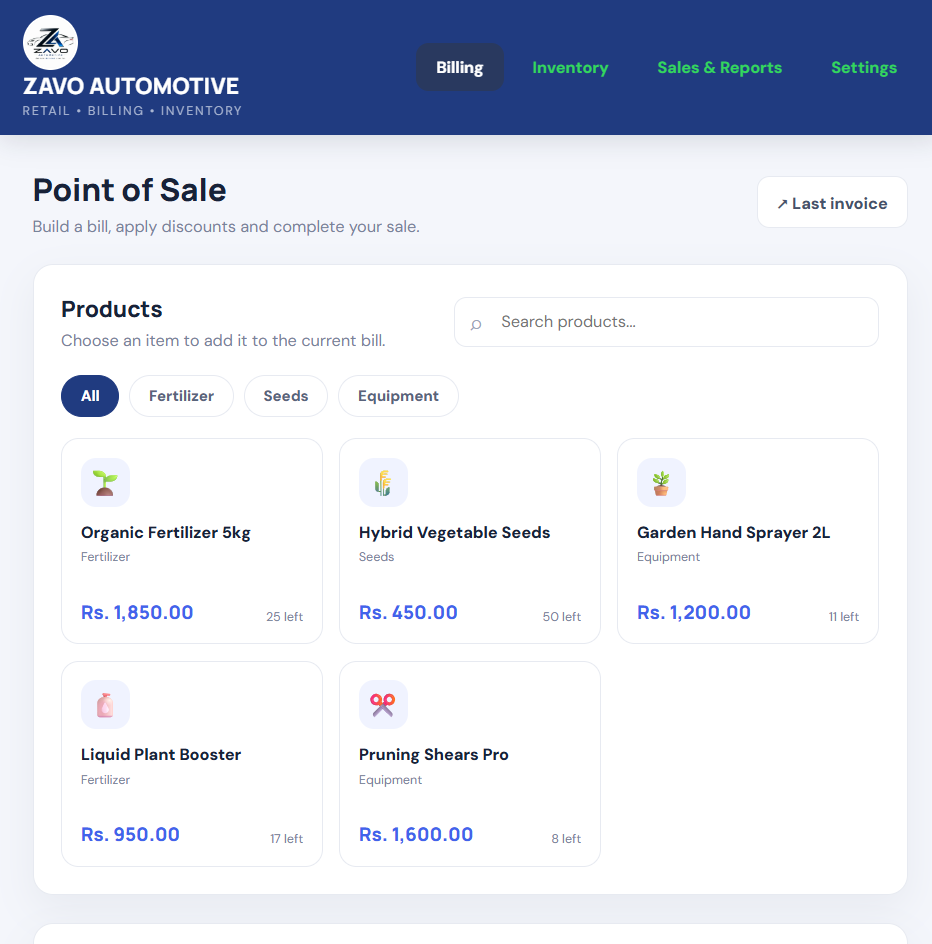 ZAVO
ZAVO AUTOMOTIVE
RETAIL • BILLING • INVENTORY
Billing
Inventory
Sales & Reports
Settings
Point of Sale
Build a bill, apply discounts and complete your sale.
↗ Last invoice
Products
Choose an item to add it to the current bill.
Search products...
All
Fertilizer
Seeds
Equipment
Organic Fertilizer 5kg
Fertilizer
Rs. 1,850.00
25 left
Hybrid Vegetable Seeds
Seeds
Rs. 450.00
50 left
Garden Hand Sprayer 2L
Equipment
Rs. 1,200.00
11 left
Liquid Plant Booster
Fertilizer
Rs. 950.00
17 left
Pruning Shears Pro
Equipment
Rs. 1,600.00
8 left